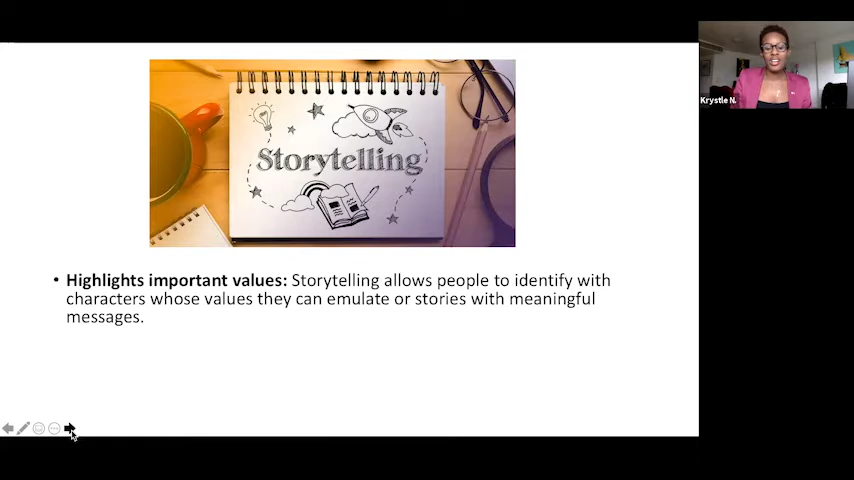 Storytelling
Krystle N.
• Highlights important values: Storytelling allows people to identify with
characters whose values they can emulate or stories with meaningful
messages.